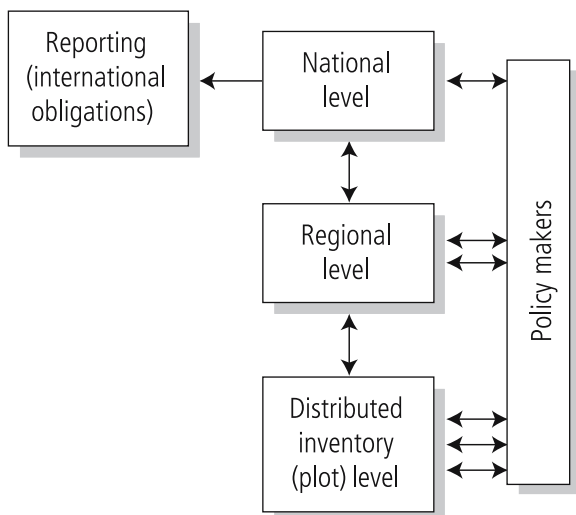 Reporting
(international
obligations)
National
level
Regional
level
Distributed
inventory
(plot) level
Policy makers